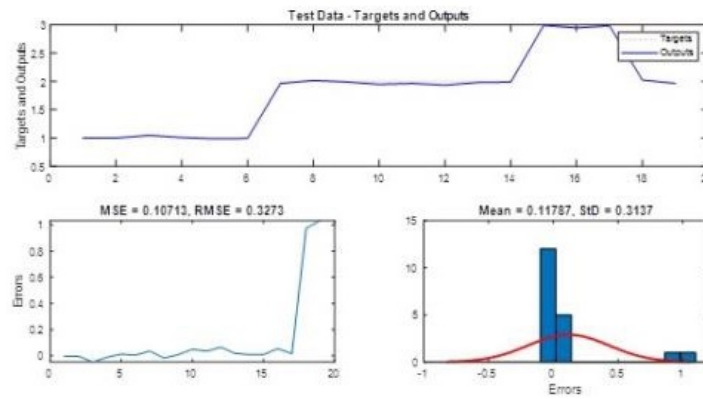 Test Data - Targets and Outputs
Targets and Outputs
3
2.5
2
1.5
1
0.5
0 2 4 6 8 10 12 14 16 18 20
Targets
Outputs
MSE = 0.10713, RMSE = 0.3273
Errors
1
0.8
0.6
0.4
0.2
0
0 5 10 15 20
Mean = 0.11787, StD = 0.3137
15
10
5
0
-1 -0.5 0 0.5 1
Errors